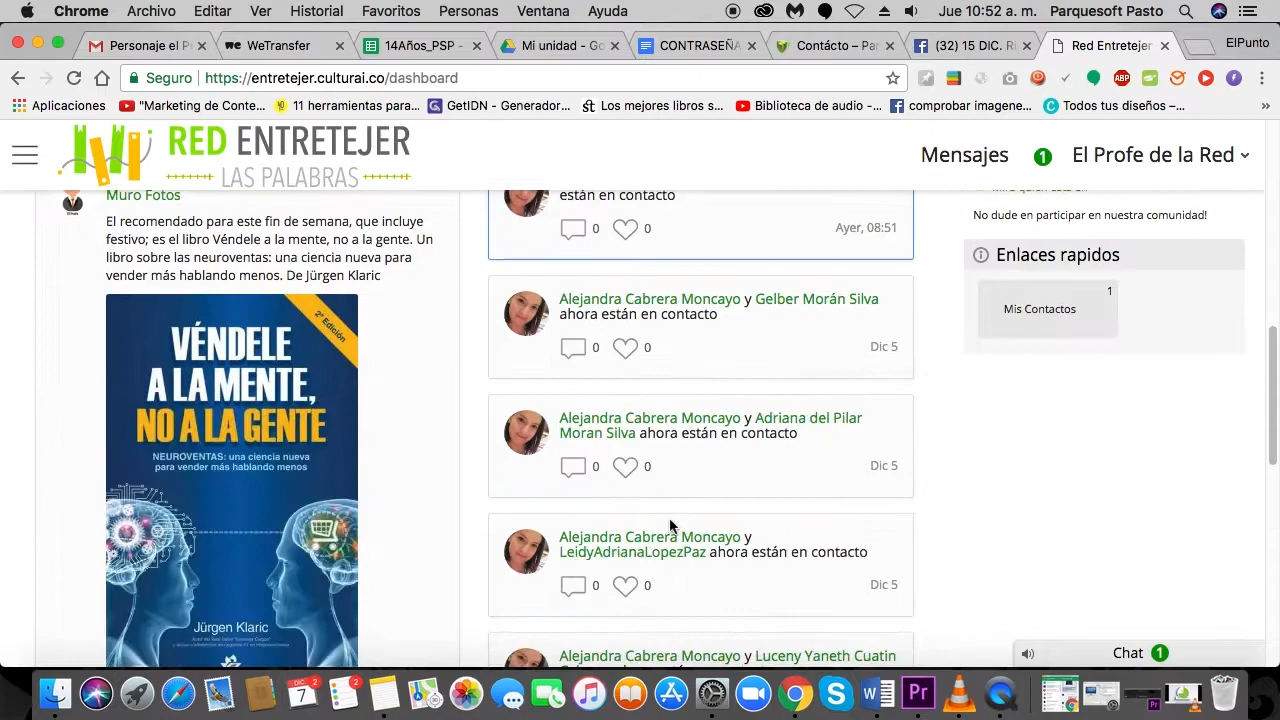 Chrome Archivo Editar Ver Historial Favoritos Personas Ventana Ayuda Jue 10:52 a. m. Parquesoft Pasto
Personaje el P WeTransfer 14Años_PSP - Mi unidad - Go CONTRASEÑA Contácto – Par (32) 15 DIC. Ri Red Entretejer ElPunto
Seguro https://entretejer.culturai.co/dashboard
Aplicaciones "Marketing de Conte... 11 herramientas para... GetIDN - Generador... Los mejores libros s... Biblioteca de audio -... comprobar imagene... Todos tus diseños –... »
RED ENTRETEJER
LAS PALABRAS
Mensajes 1 El Profe de la Red
Muro Fotos
El recomendado para este fin de semana, que incluye
festivo; es el libro Véndele a la mente, no a la gente. Un
libro sobre las neuroventas: una ciencia nueva para
vender más hablando menos. De Jürgen Klaric
2ª Edición
VÉNDELE
A LA MENTE,
NO A LA GENTE
NEUROVENTAS: una ciencia nueva
para vender más hablando menos
Jürgen Klaric
están en contacto
0 0 Ayer, 08:51
Alejandra Cabrera Moncayo y Gelber Morán Silva
ahora están en contacto
0 0 Dic 5
Alejandra Cabrera Moncayo y Adriana del Pilar
Moran Silva ahora están en contacto
0 0 Dic 5
Alejandra Cabrera Moncayo y
LeidyAdrianaLopezPaz ahora están en contacto
0 0 Dic 5
Alejandra Cabrera Moncayo y Luceny Yaneth Cuatin
No dude en participar en nuestra comunidad!
Enlaces rapidos
1
Mis Contactos
Chat 1
DIC 2
7
2